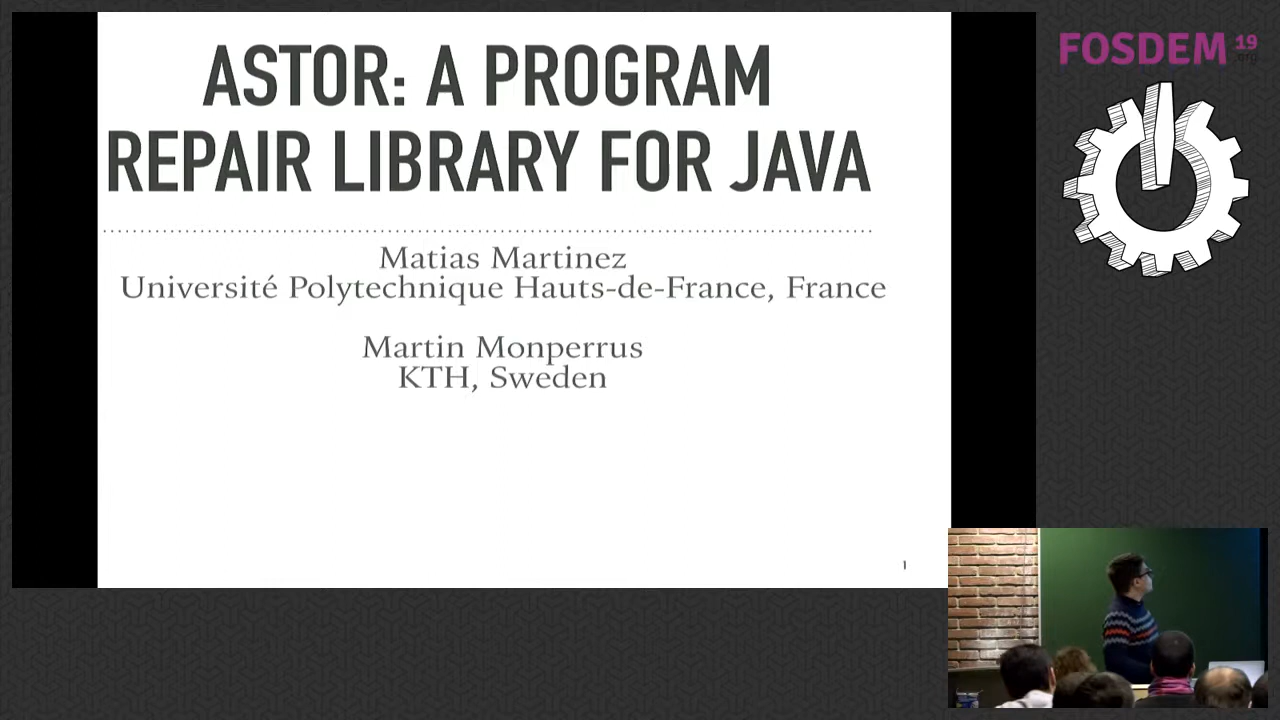 ASTOR: A PROGRAM
REPAIR LIBRARY FOR JAVA
Matias Martinez
Université Polytechnique Hauts-de-France, France
Martin Monperrus
KTH, Sweden
1
FOSDEM 19
.org